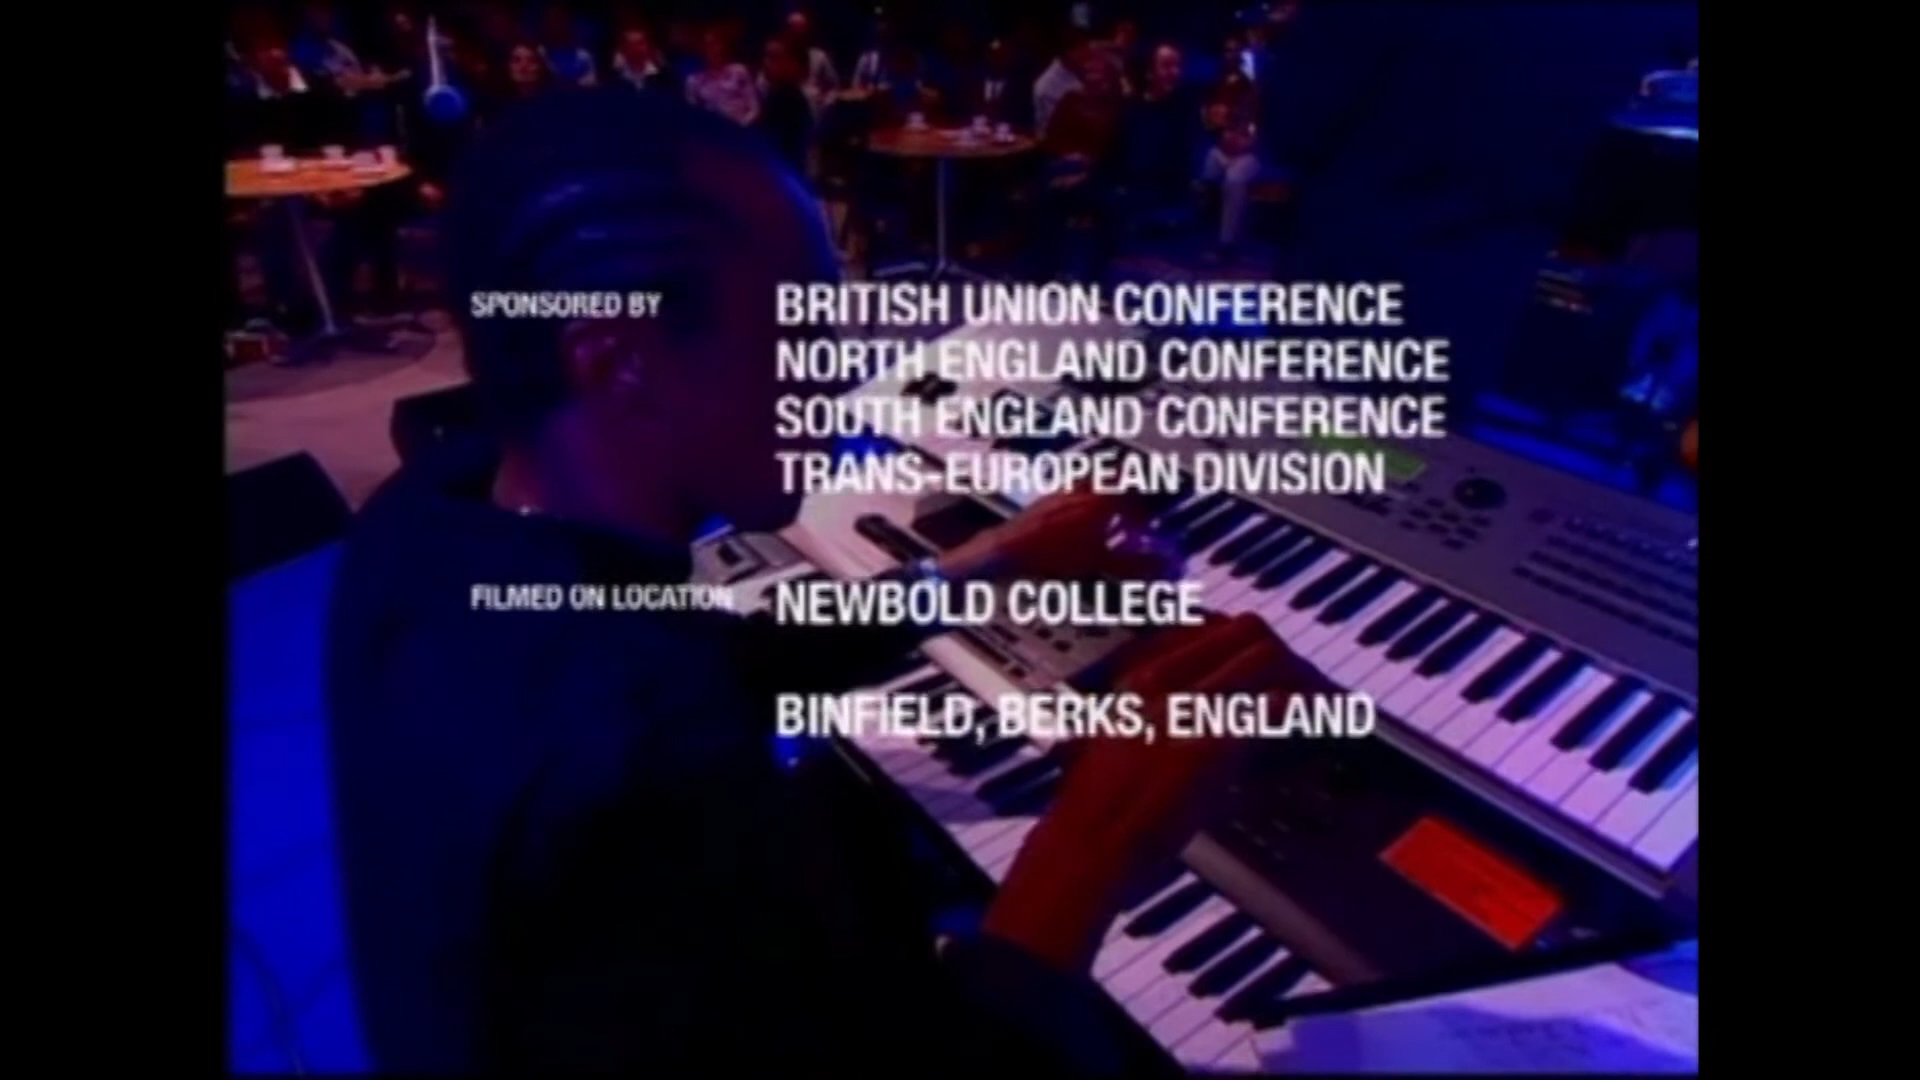 SPONSORED BY BRITISH UNION CONFERENCE
NORTH ENGLAND CONFERENCE
SOUTH ENGLAND CONFERENCE
TRANS-EUROPEAN DIVISION
FILMED ON LOCATION NEWBOLD COLLEGE
BINFIELD, BERKS, ENGLAND